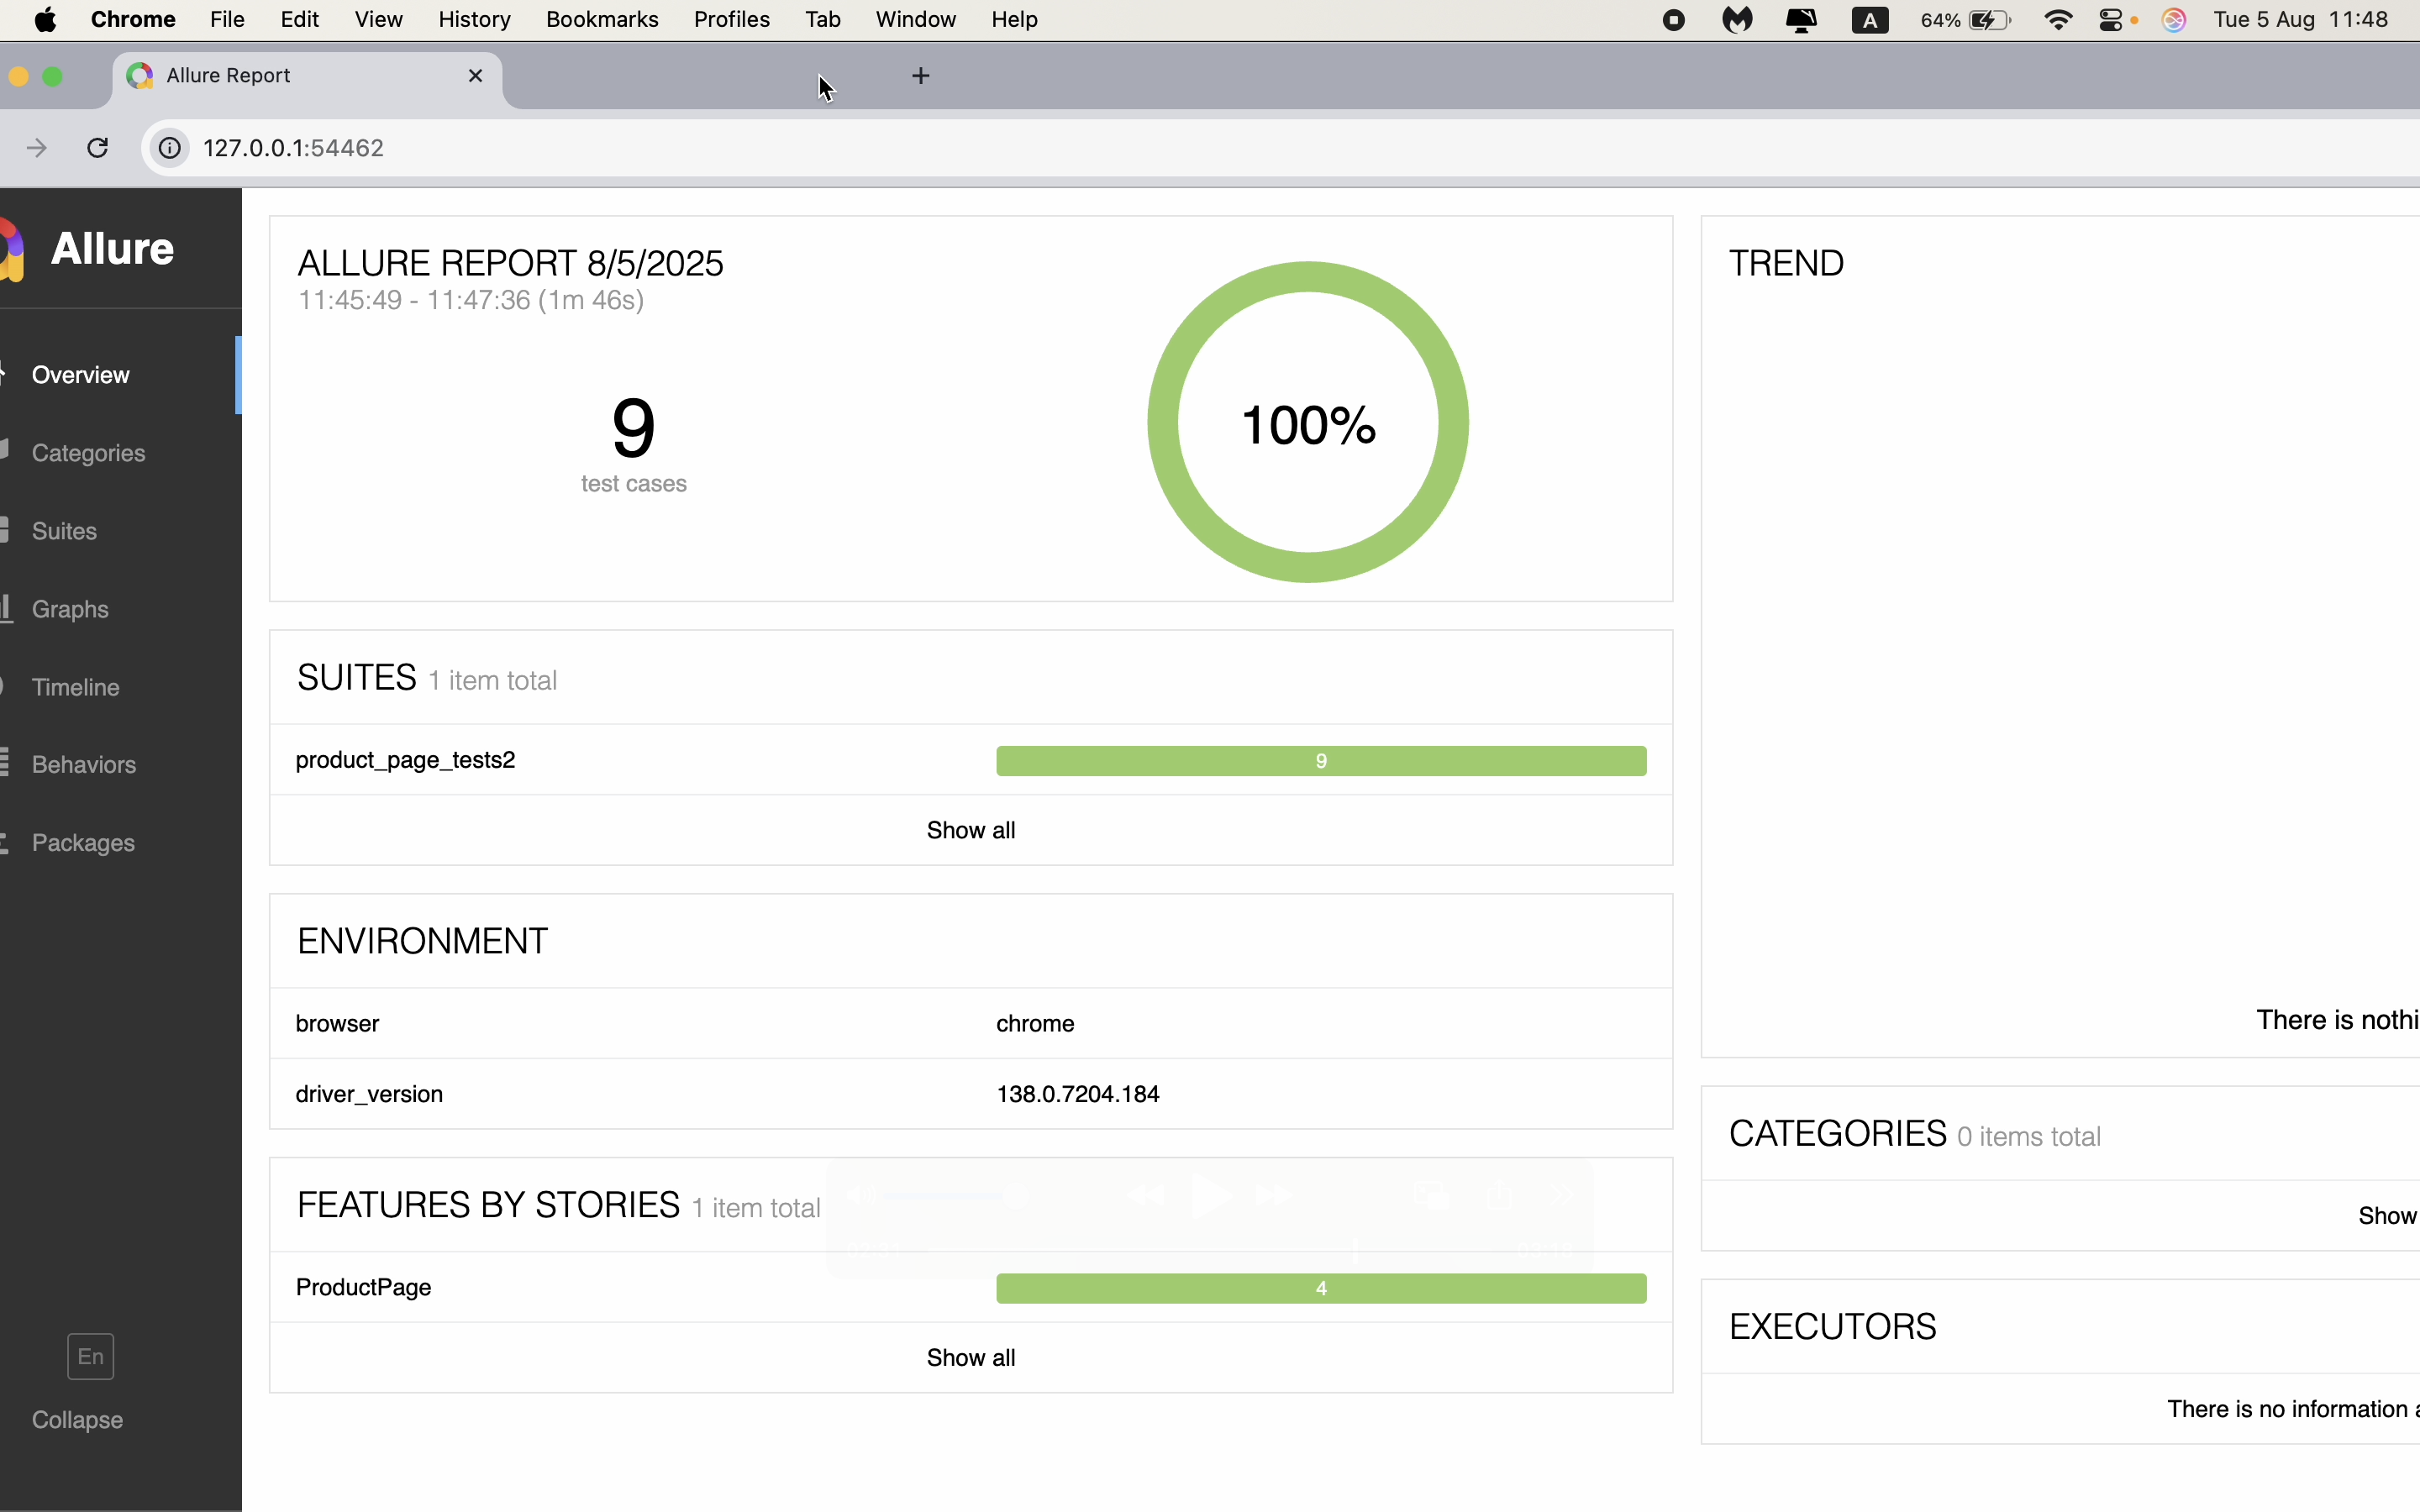 Chrome File Edit View History Bookmarks Profiles Tab Window Help A 64% Tue 5 Aug 11:48
Allure Report
127.0.0.1:54462
Allure
Overview
Categories
Suites
Graphs
Timeline
Behaviors
Packages
En
Collapse
ALLURE REPORT 8/5/2025
11:45:49 - 11:47:36 (1m 46s)
9
test cases
100%
SUITES 1 item total
product_page_tests2 9
Show all
ENVIRONMENT
browser chrome
driver_version 138.0.7204.184
FEATURES BY STORIES 1 item total
ProductPage 4
Show all
TREND
There is nothi
CATEGORIES 0 items total
Show
EXECUTORS
There is no information a